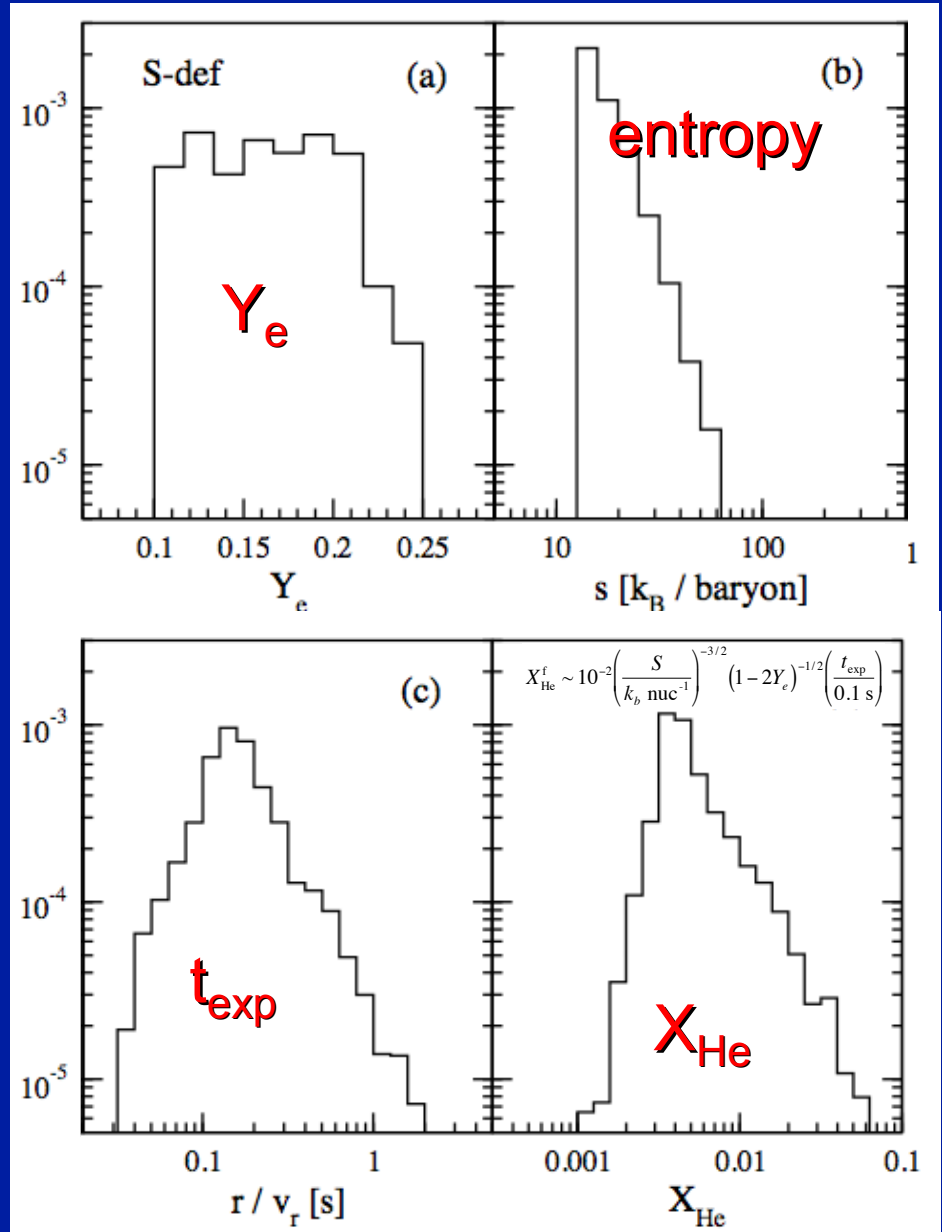 S-def
(a)
(b)
entropy
Y_e
10^-3
10^-4
10^-5
0.1 0.15 0.2 0.25
Y_e
10 100 1
s [k_B / baryon]
(c)
X^f_He ~ 10^-2 (S / k_b nuc^-1)^-3/2 (1 − 2Y_e)^-1/2 (t_exp / 0.1 s)
10^-3
10^-4
10^-5
t_exp
X_He
0.1 1
r / v_r [s]
0.001 0.01 0.1
X_He